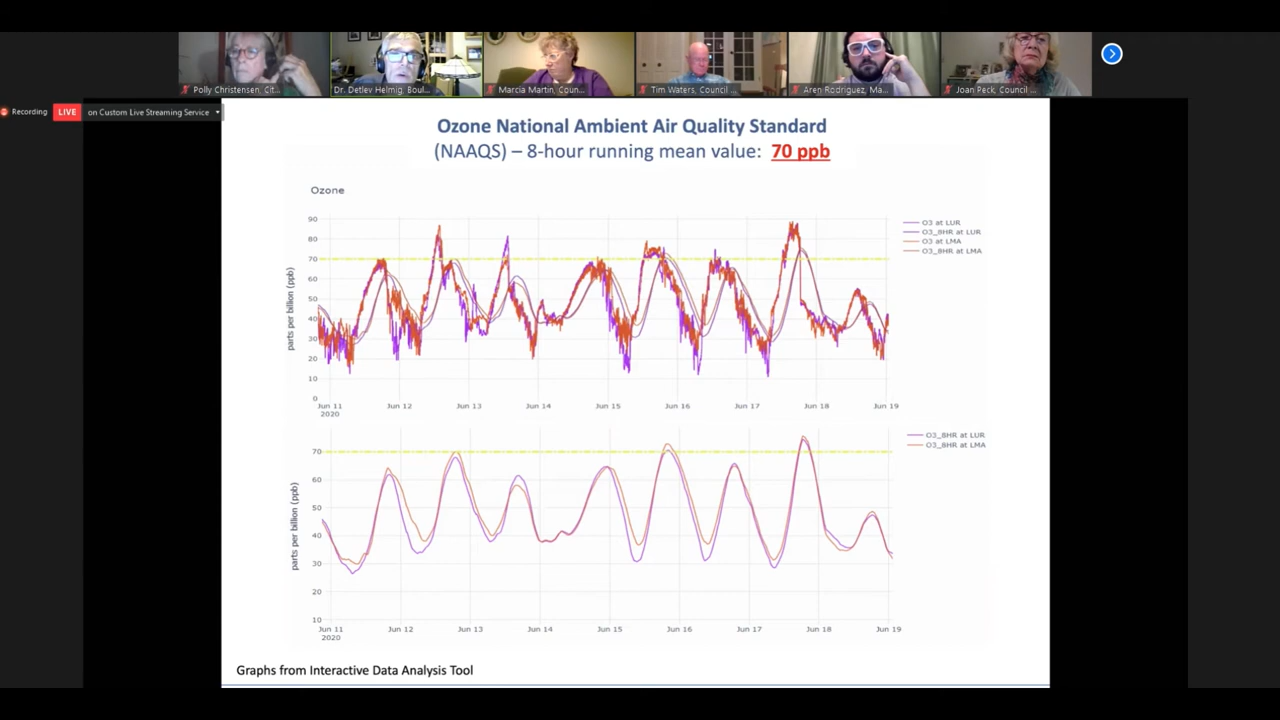 Polly Christensen, Cit...
Dr. Detlev Helmig, Boul...
Marcia Martin, Coun...
Tim Waters, Council ...
Aren Rodriguez, Ma...
Joan Peck, Council ...
Recording
LIVE
on Custom Live Streaming Service
Ozone National Ambient Air Quality Standard
(NAAQS) – 8-hour running mean value: 70 ppb
Ozone
parts per billion (ppb)
90
80
70
60
50
40
30
20
10
0
Jun 11 Jun 12 Jun 13 Jun 14 Jun 15 Jun 16 Jun 17 Jun 18 Jun 19
2020
O3 at LUR
O3_8HR at LUR
O3 at LMA
O3_8HR at LMA
parts per billion (ppb)
70
60
50
40
30
20
10
Jun 11 Jun 12 Jun 13 Jun 14 Jun 15 Jun 16 Jun 17 Jun 18 Jun 19
2020
O3_8HR at LUR
O3_8HR at LMA
Graphs from Interactive Data Analysis Tool